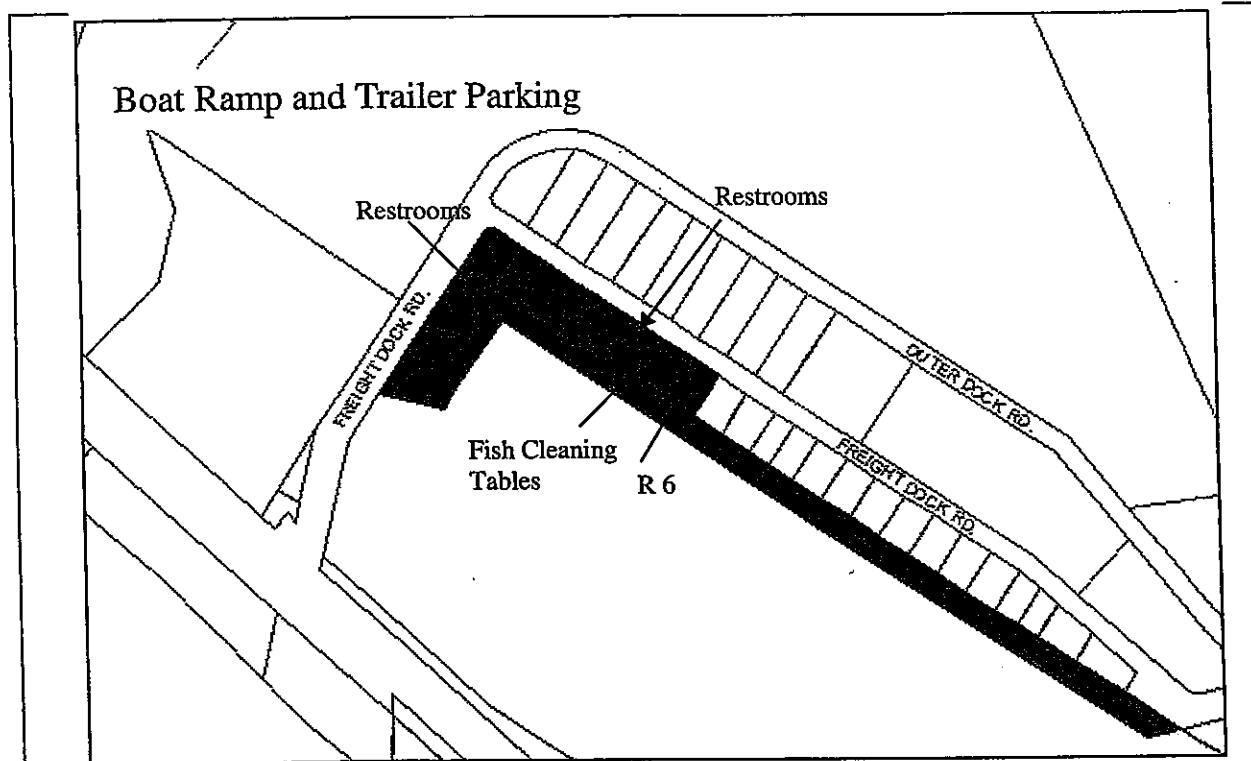 Boat Ramp and Trailer Parking
Restrooms
Restrooms
FREIGHT DOCK RD.
OUTER DOCK RD.
FREIGHT DOCK RD.
Fish Cleaning
Tables
R 6